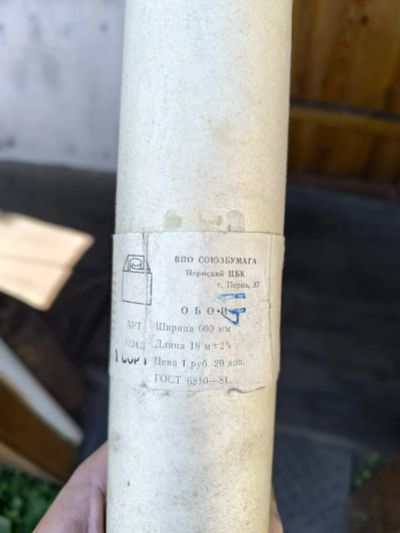 ВПО СОЮЗБУМАГА
Пермский ЦБК
г. Пермь, 37
ОБОИ
АРТ. Ширина 600 мм
Длина 18 м ± 2%
1 СОРТ Цена 1 руб. 20 коп.
ГОСТ 6810—81